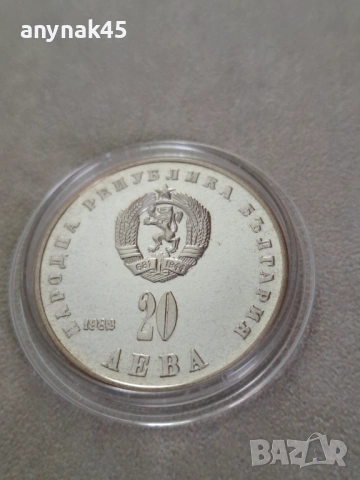 anynak45
НАРОДНА РЕПУБЛИКА БЪЛГАРИЯ
681 1944
1988
20
ЛЕВА
BAZAR